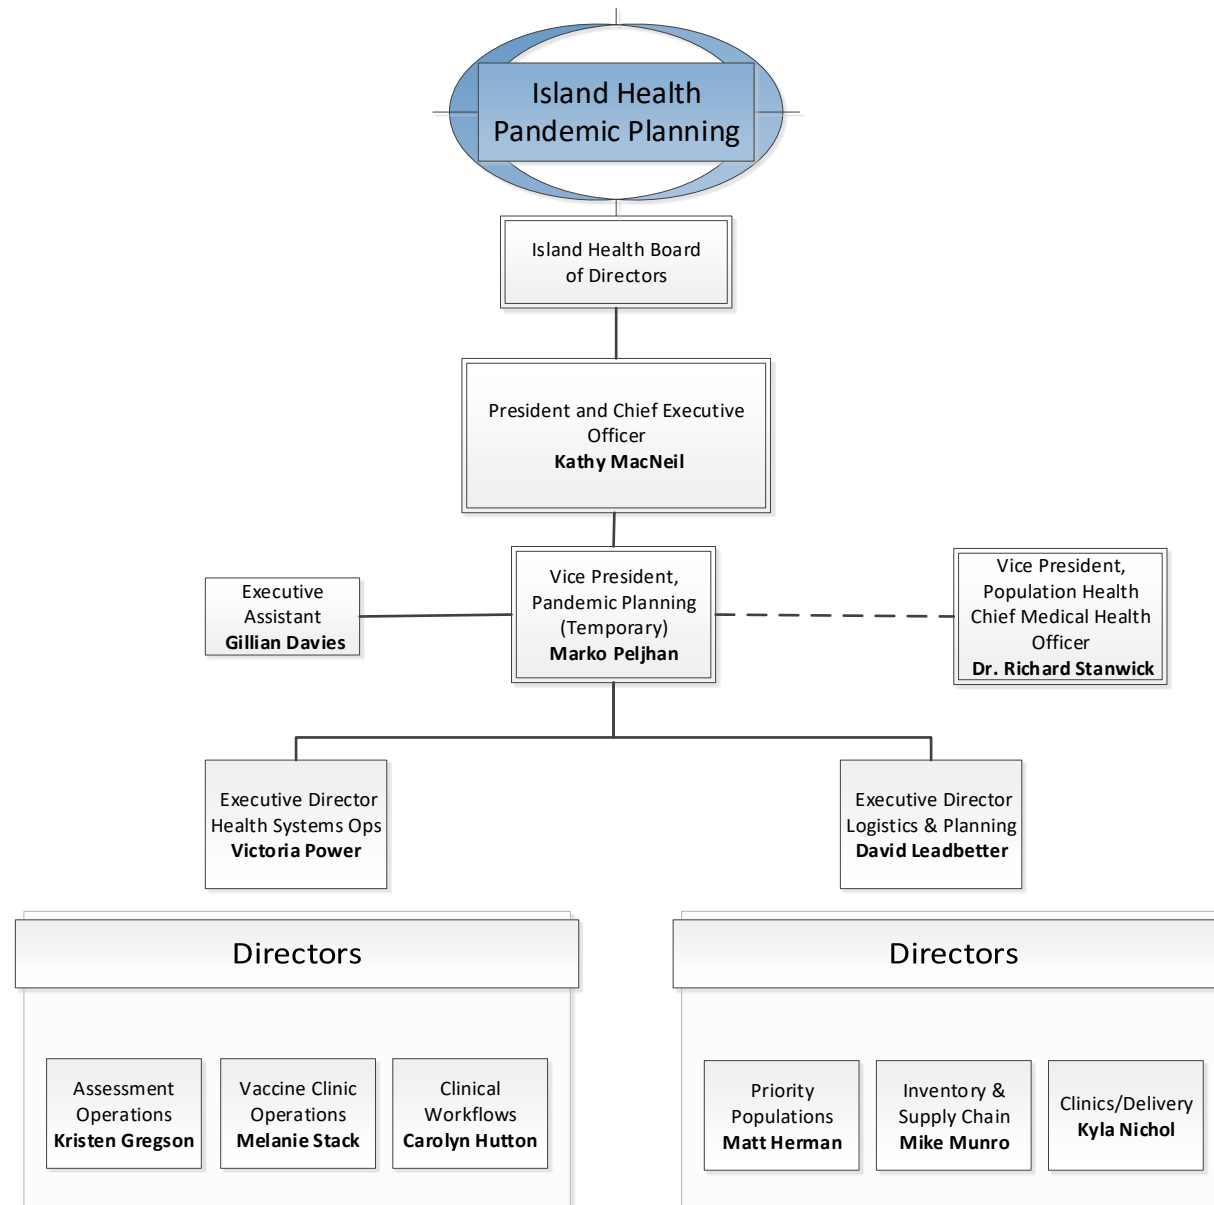 Island Health
Pandemic Planning
Island Health Board
of Directors
President and Chief Executive
Officer
Kathy MacNeil
Executive
Assistant
Gillian Davies
Vice President,
Pandemic Planning
(Temporary)
Marko Peljhan
Vice President,
Population Health
Chief Medical Health
Officer
Dr. Richard Stanwick
Executive Director
Health Systems Ops
Victoria Power
Executive Director
Logistics & Planning
David Leadbetter
Directors
Assessment
Operations
Kristen Gregson
Vaccine Clinic
Operations
Melanie Stack
Clinical
Workflows
Carolyn Hutton
Directors
Priority
Populations
Matt Herman
Inventory &
Supply Chain
Mike Munro
Clinics/Delivery
Kyla Nichol